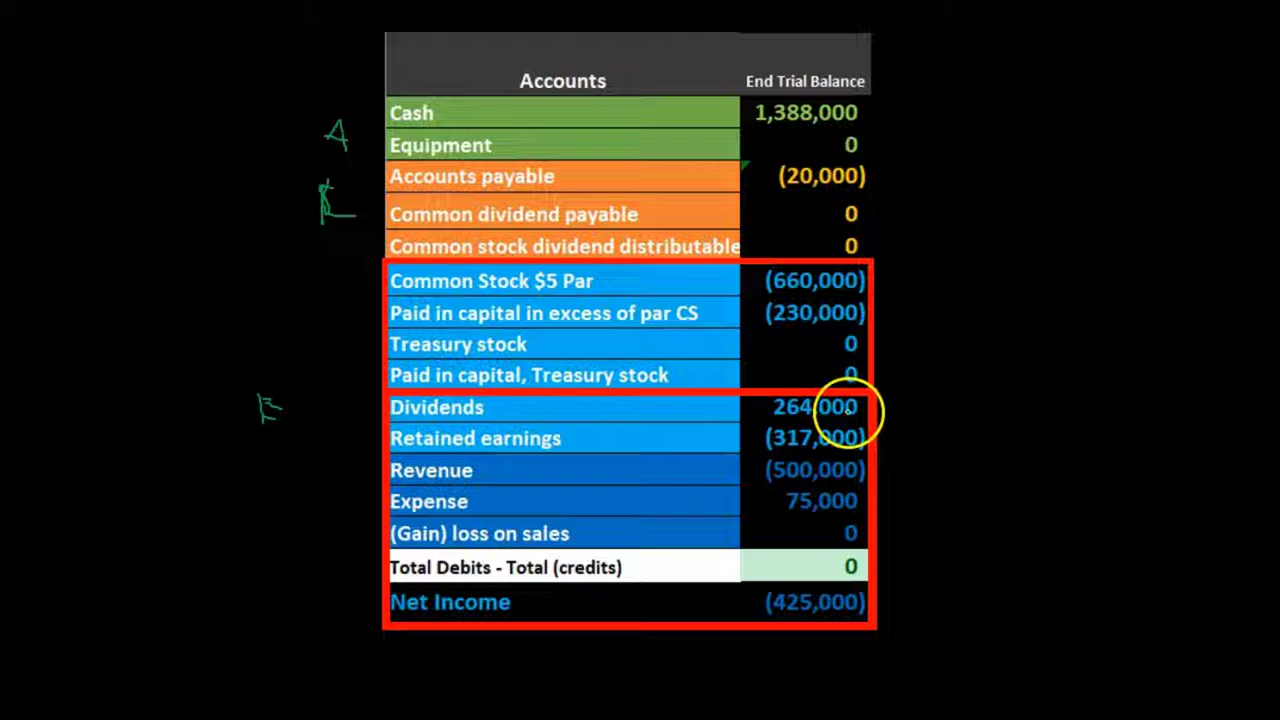 Accounts End Trial Balance
Cash 1,388,000
A
Equipment 0
Accounts payable (20,000)
L
Common dividend payable 0
Common stock dividend distributable 0
Common Stock $5 Par (660,000)
Paid in capital in excess of par CS (230,000)
Treasury stock 0
Paid in capital, Treasury stock 0
E
Dividends 264,000
Retained earnings (317,000)
Revenue (500,000)
Expense 75,000
(Gain) loss on sales 0
Total Debits - Total (credits) 0
Net Income (425,000)